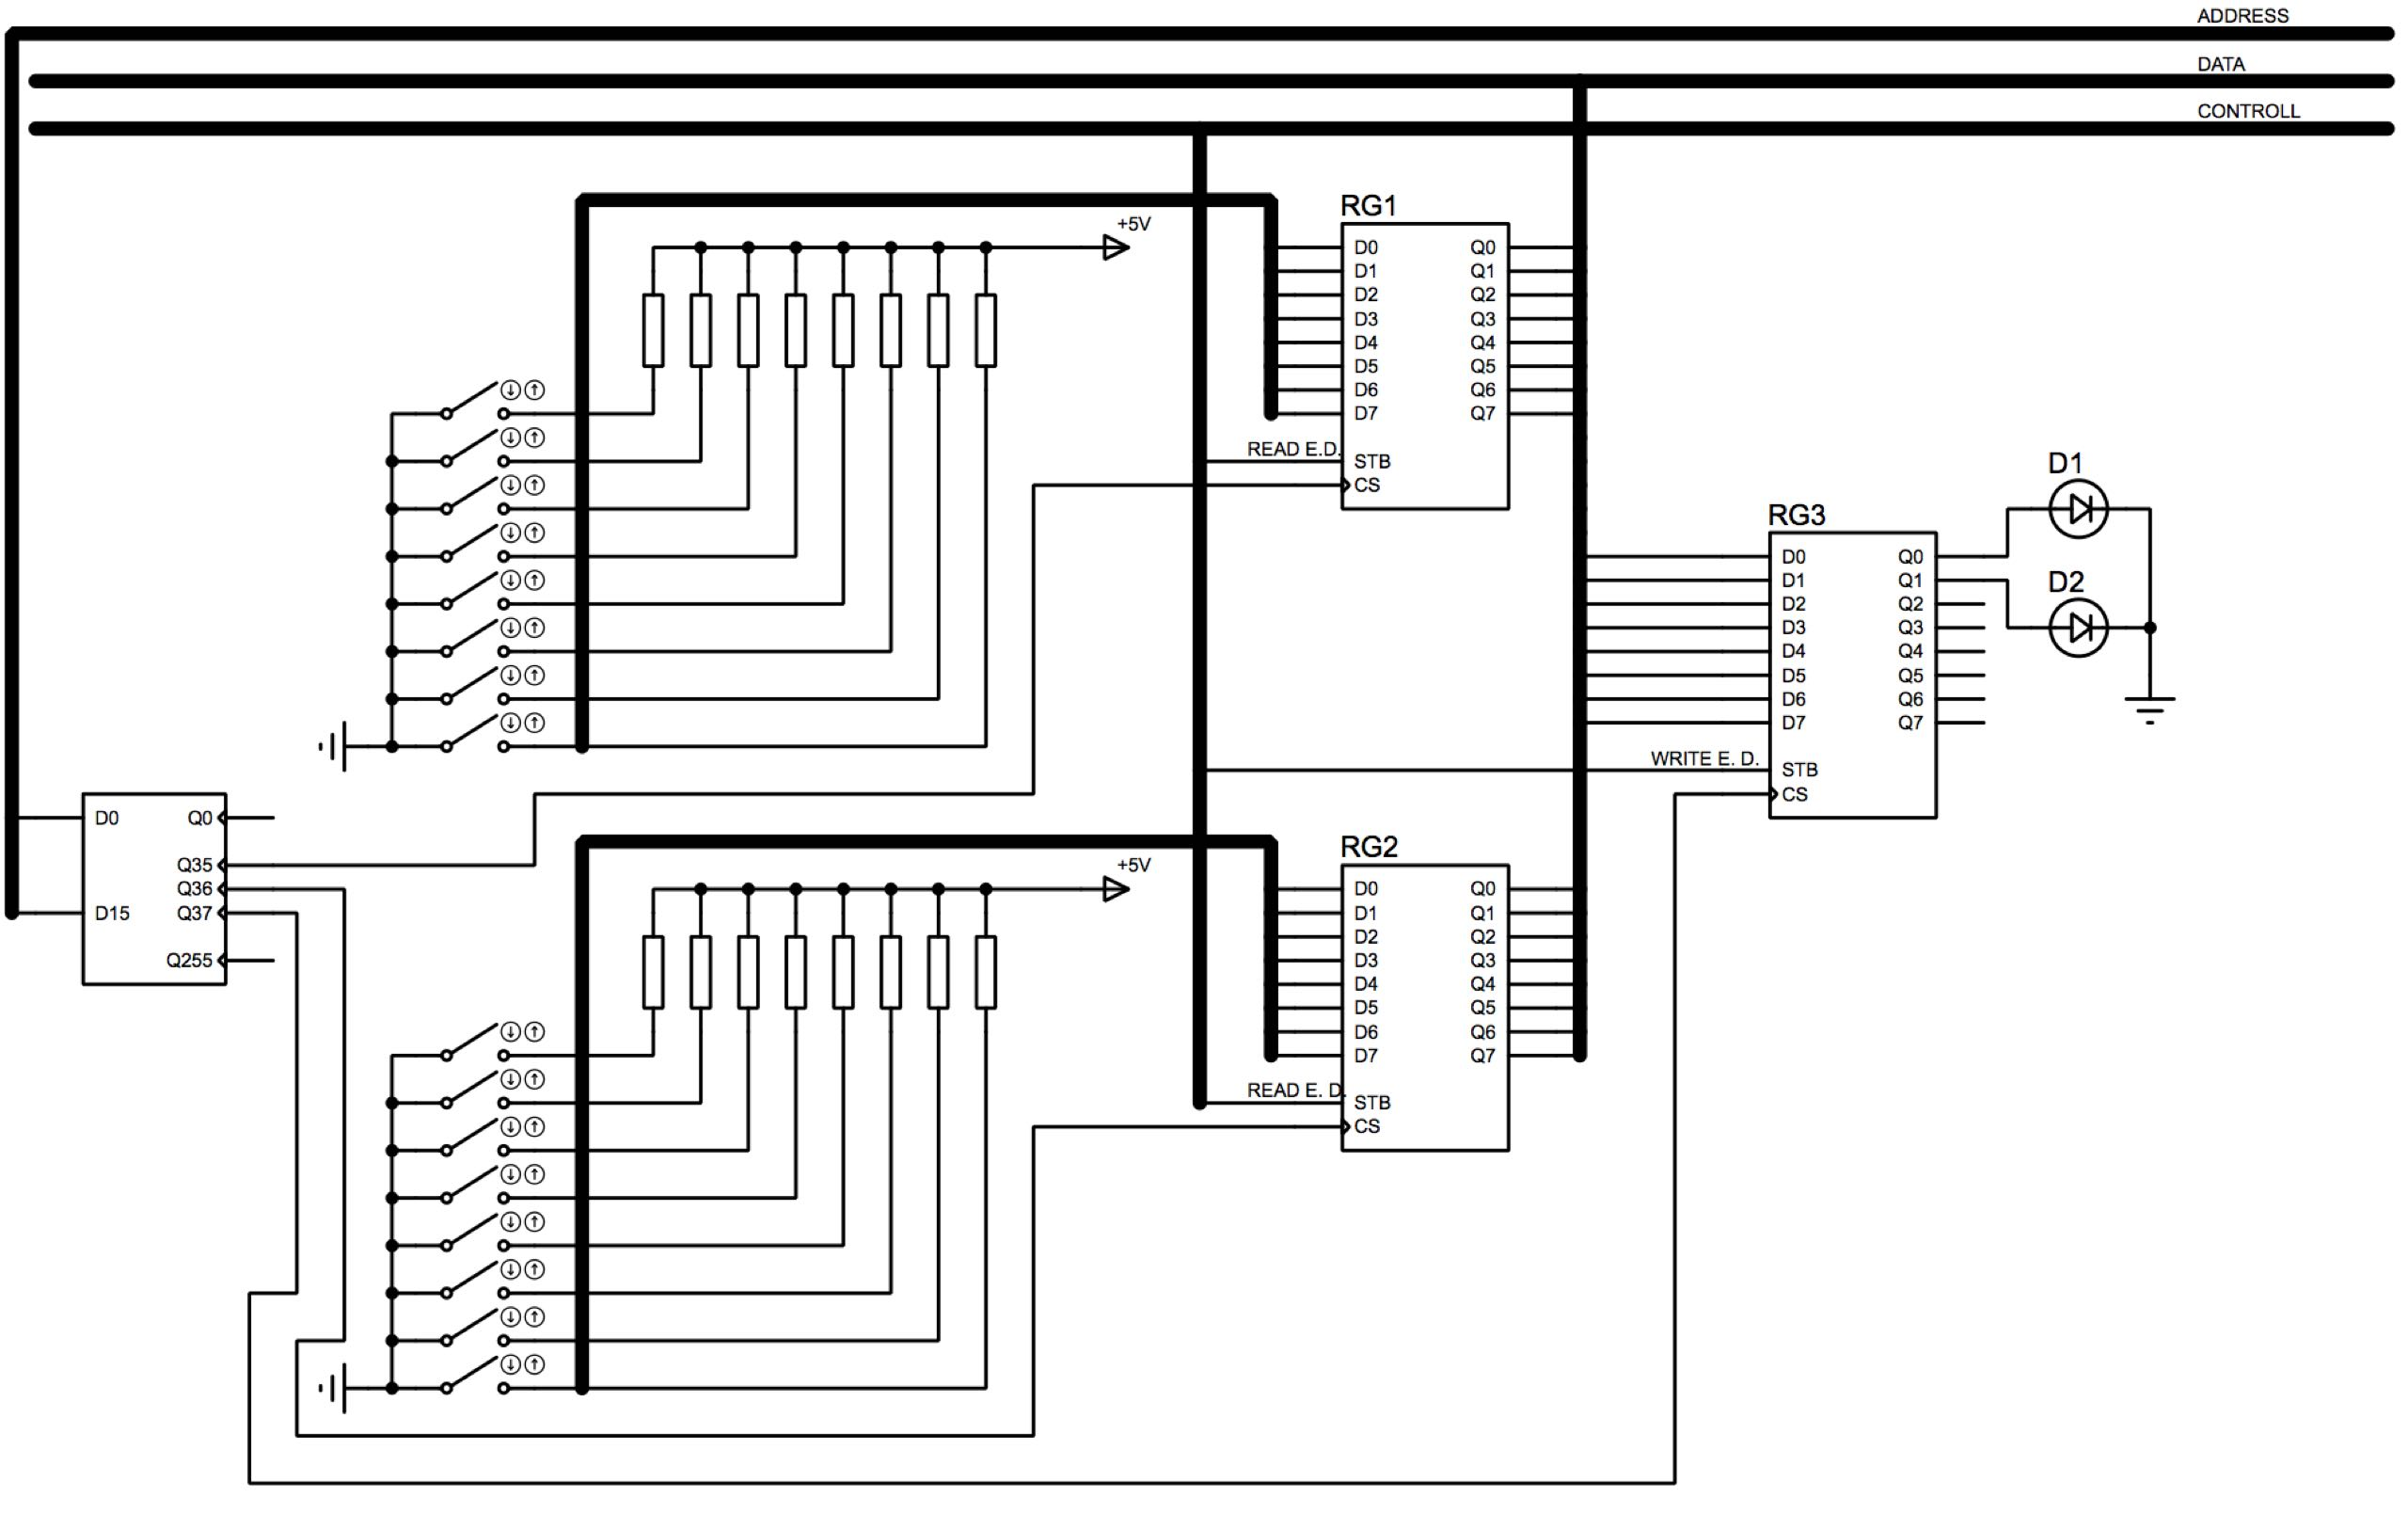 ADDRESS
DATA
CONTROLL
RG1
+5V
D0 Q0
D1 Q1
D2 Q2
D3 Q3
D4 Q4
D5 Q5
D6 Q6
D7 Q7
READ E.D. STB
CS
D1
RG3
D0 Q0
D1 Q1
D2 Q2
D3 Q3
D4 Q4
D5 Q5
D6 Q6
D7 Q7
WRITE E. D. STB
CS
D2
D0 Q0
Q35
Q36
D15 Q37
Q255
RG2
+5V
D0 Q0
D1 Q1
D2 Q2
D3 Q3
D4 Q4
D5 Q5
D6 Q6
D7 Q7
READ E. D. STB
CS